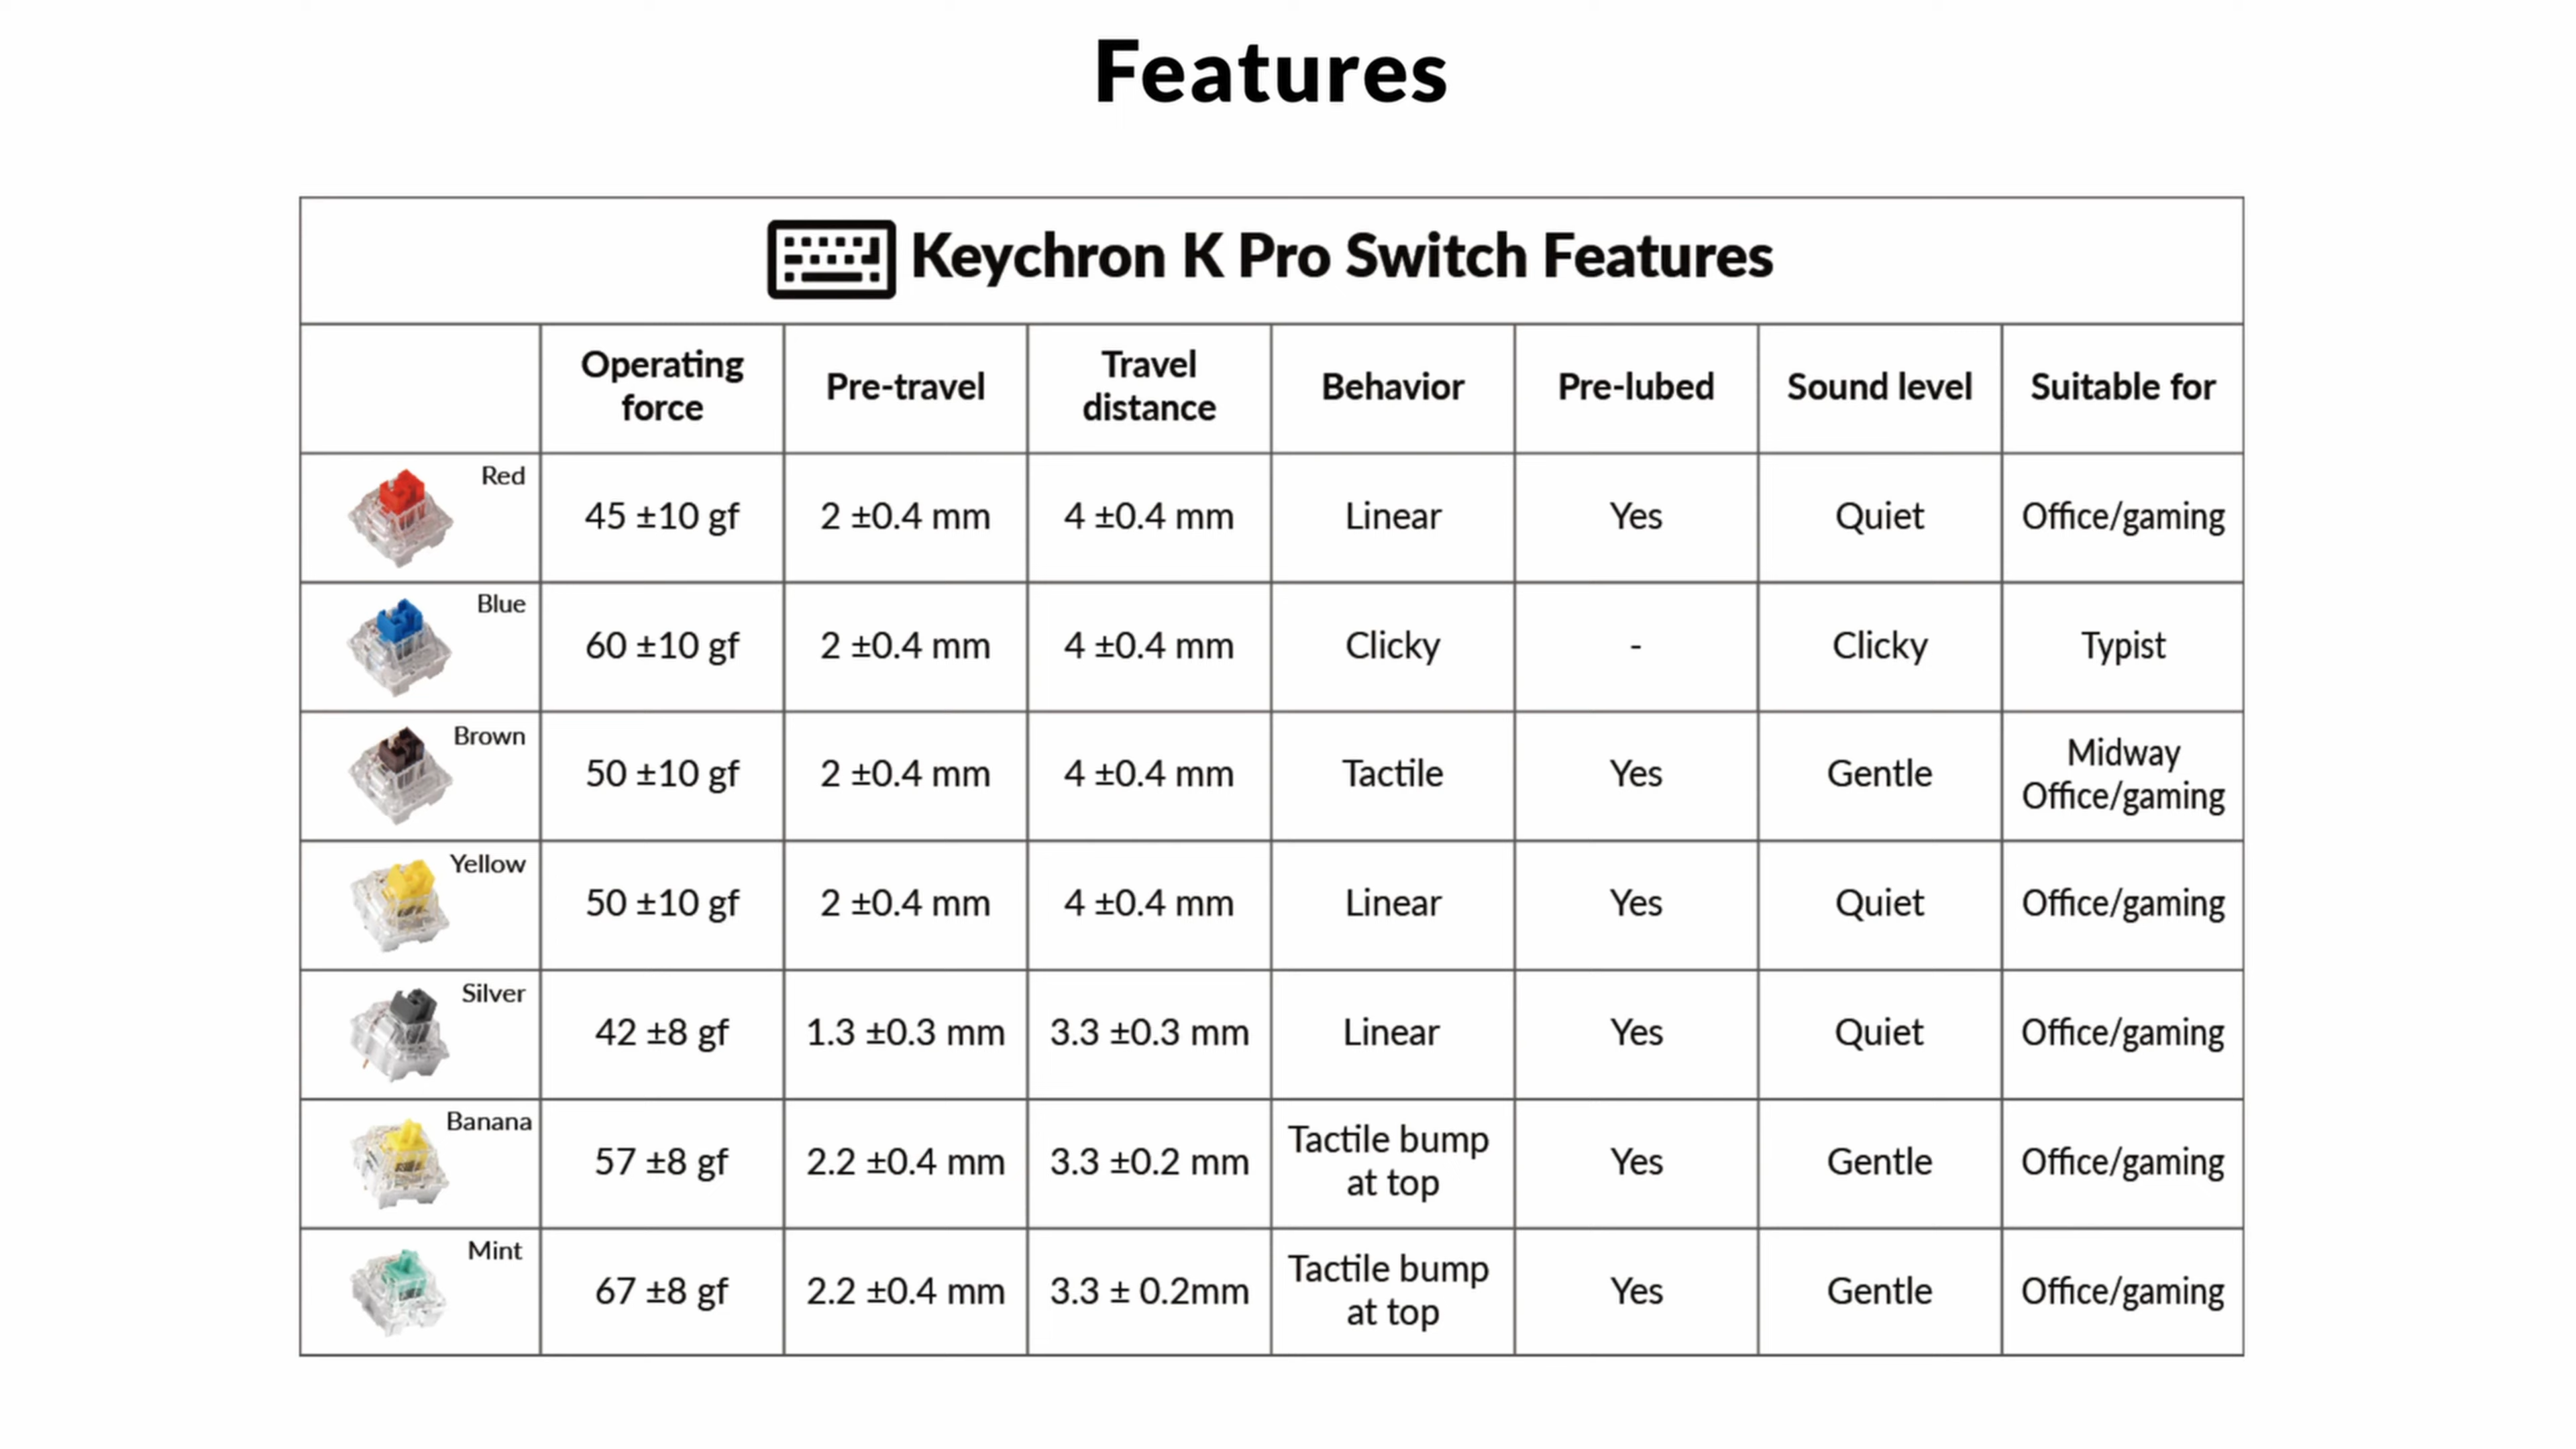 Features
Keychron K Pro Switch Features
Operating force	Pre-travel	Travel distance	Behavior	Pre-lubed	Sound level	Suitable for
Red	45 ±10 gf	2 ±0.4 mm	4 ±0.4 mm	Linear	Yes	Quiet	Office/gaming
Blue	60 ±10 gf	2 ±0.4 mm	4 ±0.4 mm	Clicky	-	Clicky	Typist
Brown	50 ±10 gf	2 ±0.4 mm	4 ±0.4 mm	Tactile	Yes	Gentle	Midway Office/gaming
Yellow	50 ±10 gf	2 ±0.4 mm	4 ±0.4 mm	Linear	Yes	Quiet	Office/gaming
Silver	42 ±8 gf	1.3 ±0.3 mm	3.3 ±0.3 mm	Linear	Yes	Quiet	Office/gaming
Banana	57 ±8 gf	2.2 ±0.4 mm	3.3 ±0.2 mm	Tactile bump at top	Yes	Gentle	Office/gaming
Mint	67 ±8 gf	2.2 ±0.4 mm	3.3 ± 0.2mm	Tactile bump at top	Yes	Gentle	Office/gaming